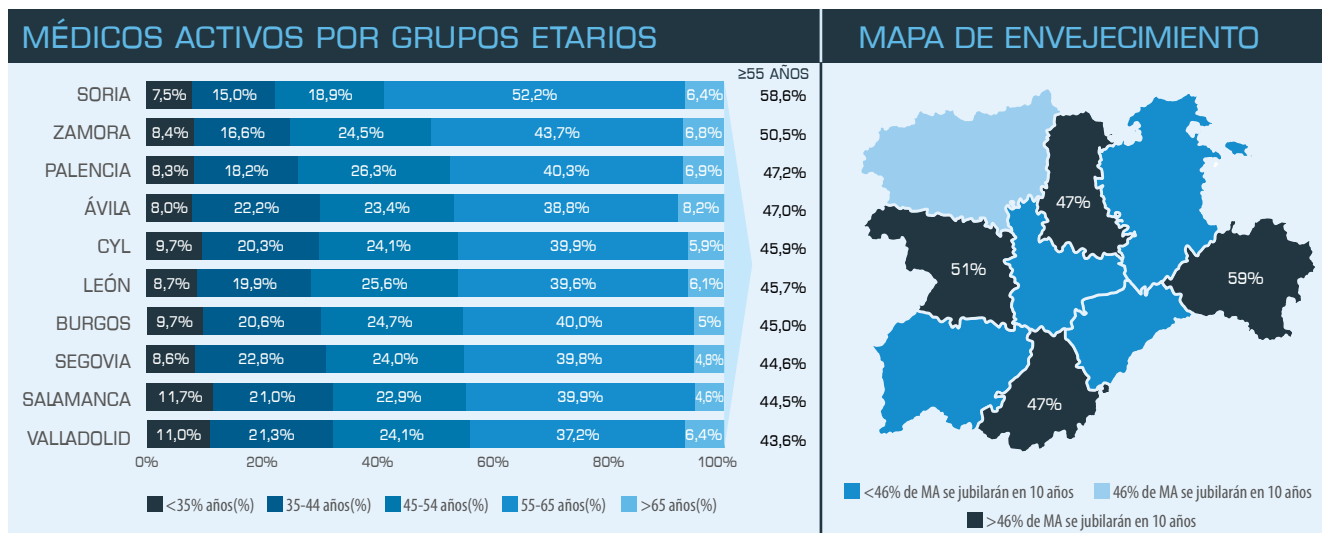 MÉDICOS ACTIVOS POR GRUPOS ETARIOS
≥55 AÑOS
SORIA 7,5% 15,0% 18,9% 52,2% 6,4% 58,6%
ZAMORA 8,4% 16,6% 24,5% 43,7% 6,8% 50,5%
PALENCIA 8,3% 18,2% 26,3% 40,3% 6,9% 47,2%
ÁVILA 8,0% 22,2% 23,4% 38,8% 8,2% 47,0%
CYL 9,7% 20,3% 24,1% 39,9% 5,9% 45,9%
LEÓN 8,7% 19,9% 25,6% 39,6% 6,1% 45,7%
BURGOS 9,7% 20,6% 24,7% 40,0% 5% 45,0%
SEGOVIA 8,6% 22,8% 24,0% 39,8% 4,8% 44,6%
SALAMANCA 11,7% 21,0% 22,9% 39,9% 4,6% 44,5%
VALLADOLID 11,0% 21,3% 24,1% 37,2% 6,4% 43,6%
0% 20% 40% 60% 80% 100%
<35% años(%) 35-44 años(%) 45-54 años(%) 55-65 años(%) >65 años(%)
MAPA DE ENVEJECIMIENTO
47%
51%
59%
47%
<46% de MA se jubilarán en 10 años 46% de MA se jubilarán en 10 años
>46% de MA se jubilarán en 10 años